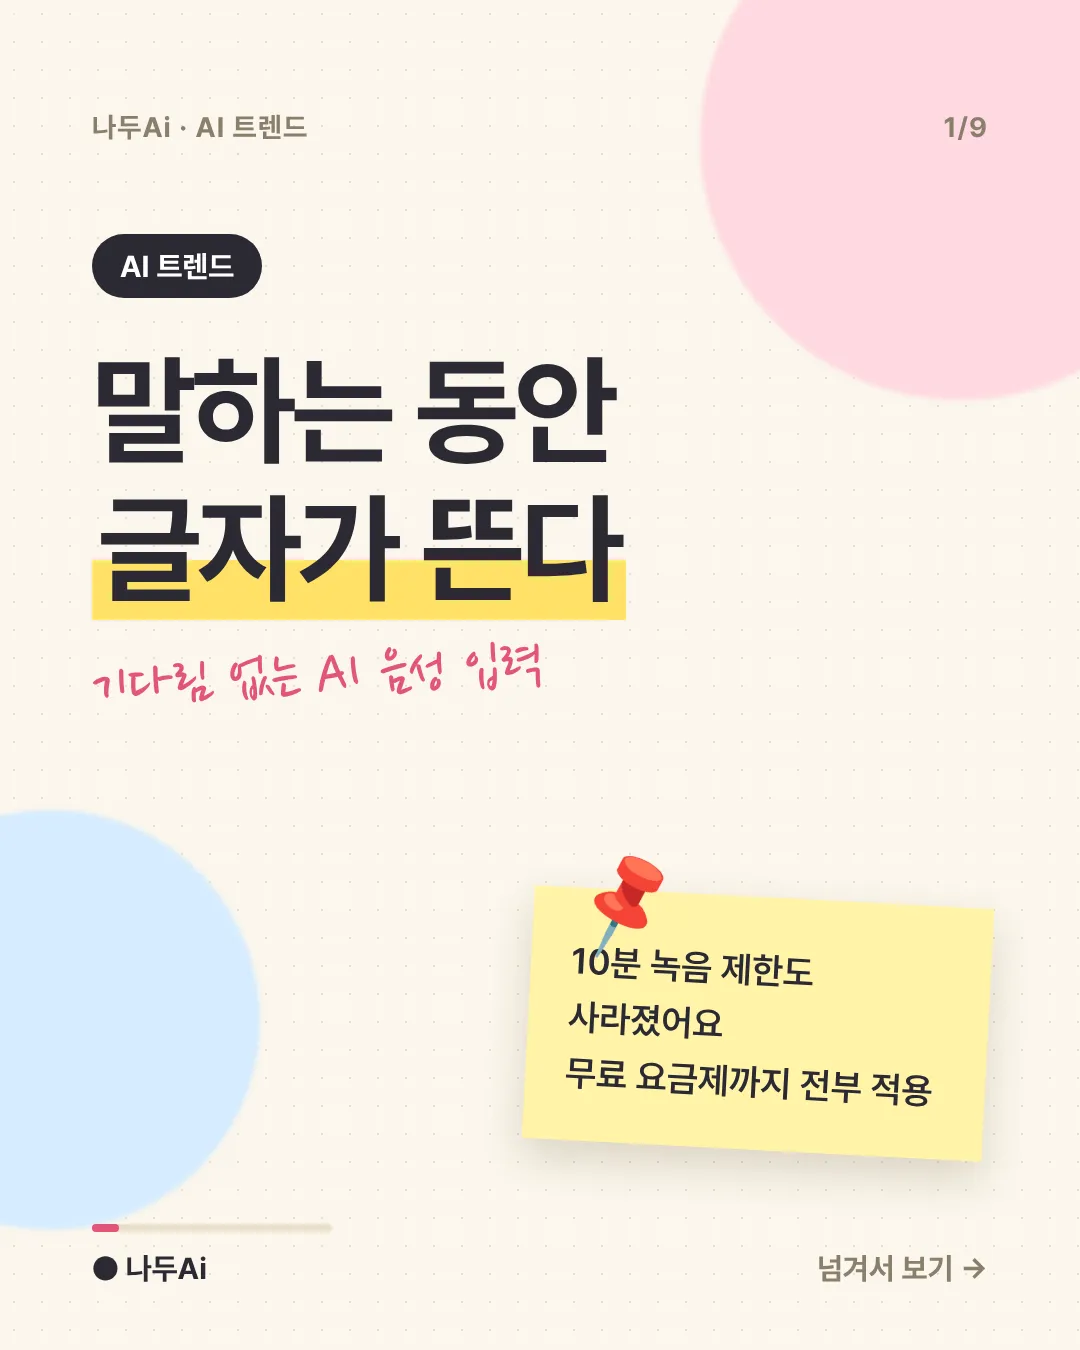 나두Ai · AI 트렌드
1/9
AI 트렌드
말하는 동안
글자가 뜬다
기다림 없는 AI 음성 입력
10분 녹음 제한도
사라졌어요
무료 요금제까지 전부 적용
나두Ai
넘겨서 보기 →